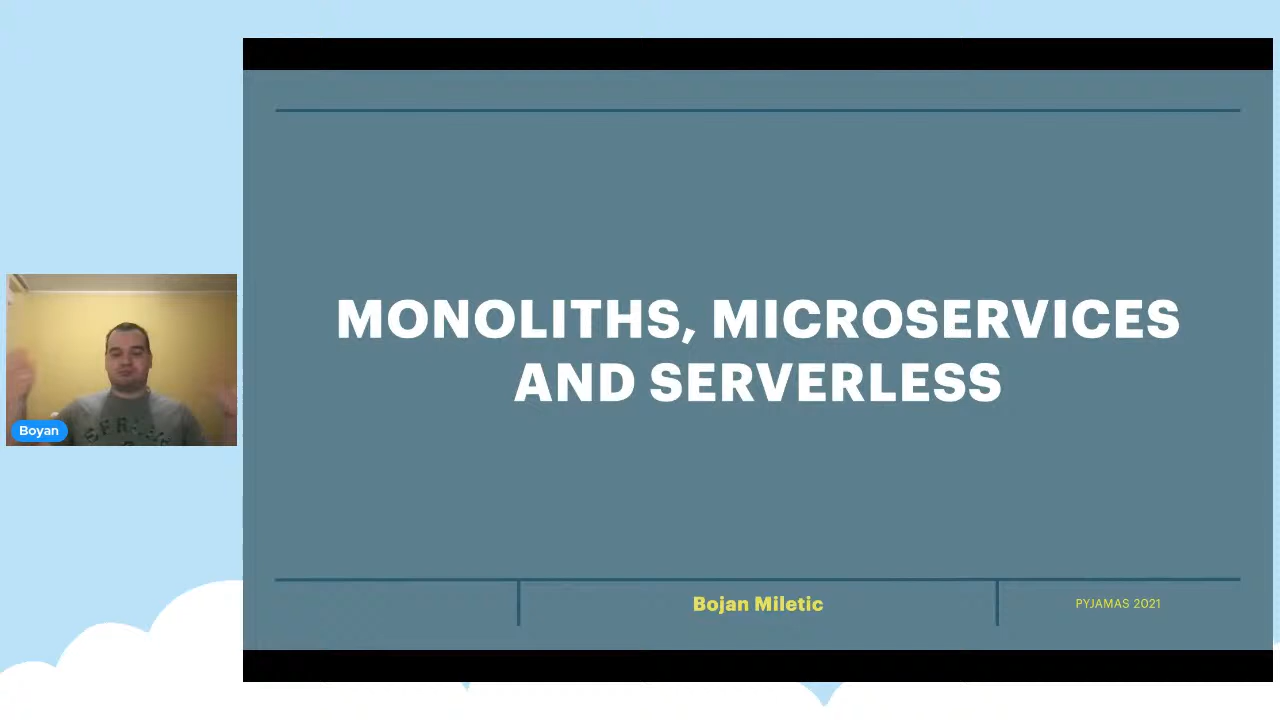 MONOLITHS, MICROSERVICES
AND SERVERLESS
Boyan
Bojan Miletic
PYJAMAS 2021